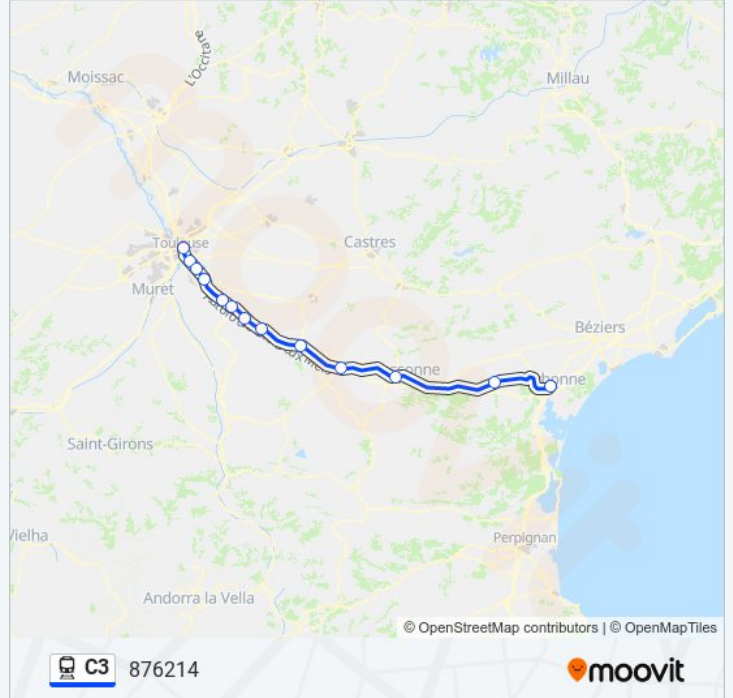 L'Occitane
Moissac
Millau
Toulouse
Castres
Muret
Béziers
Saint-Girons
Vielha
Perpignan
Andorra la Vella
© OpenStreetMap contributors | © OpenMapTiles
C3 876214 moovit